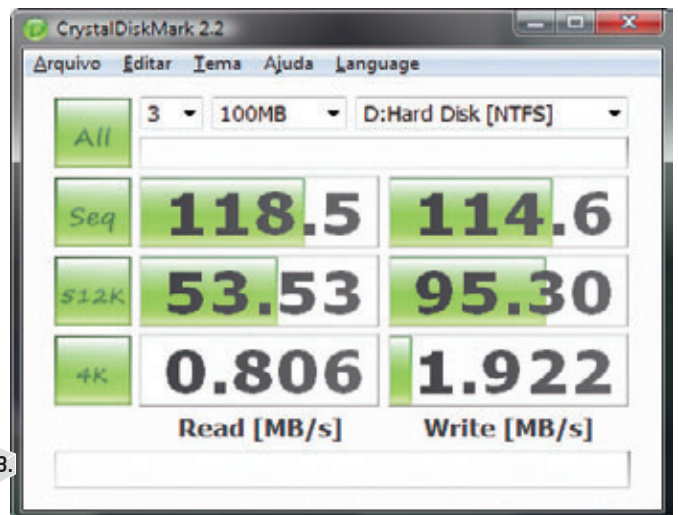 CrystalDiskMark 2.2
Arquivo Editar Tema Ajuda Language
All 3 100MB D:Hard Disk [NTFS]
Seq 118.5 114.6
512K 53.53 95.30
4K 0.806 1.922
Read [MB/s] Write [MB/s]
3.